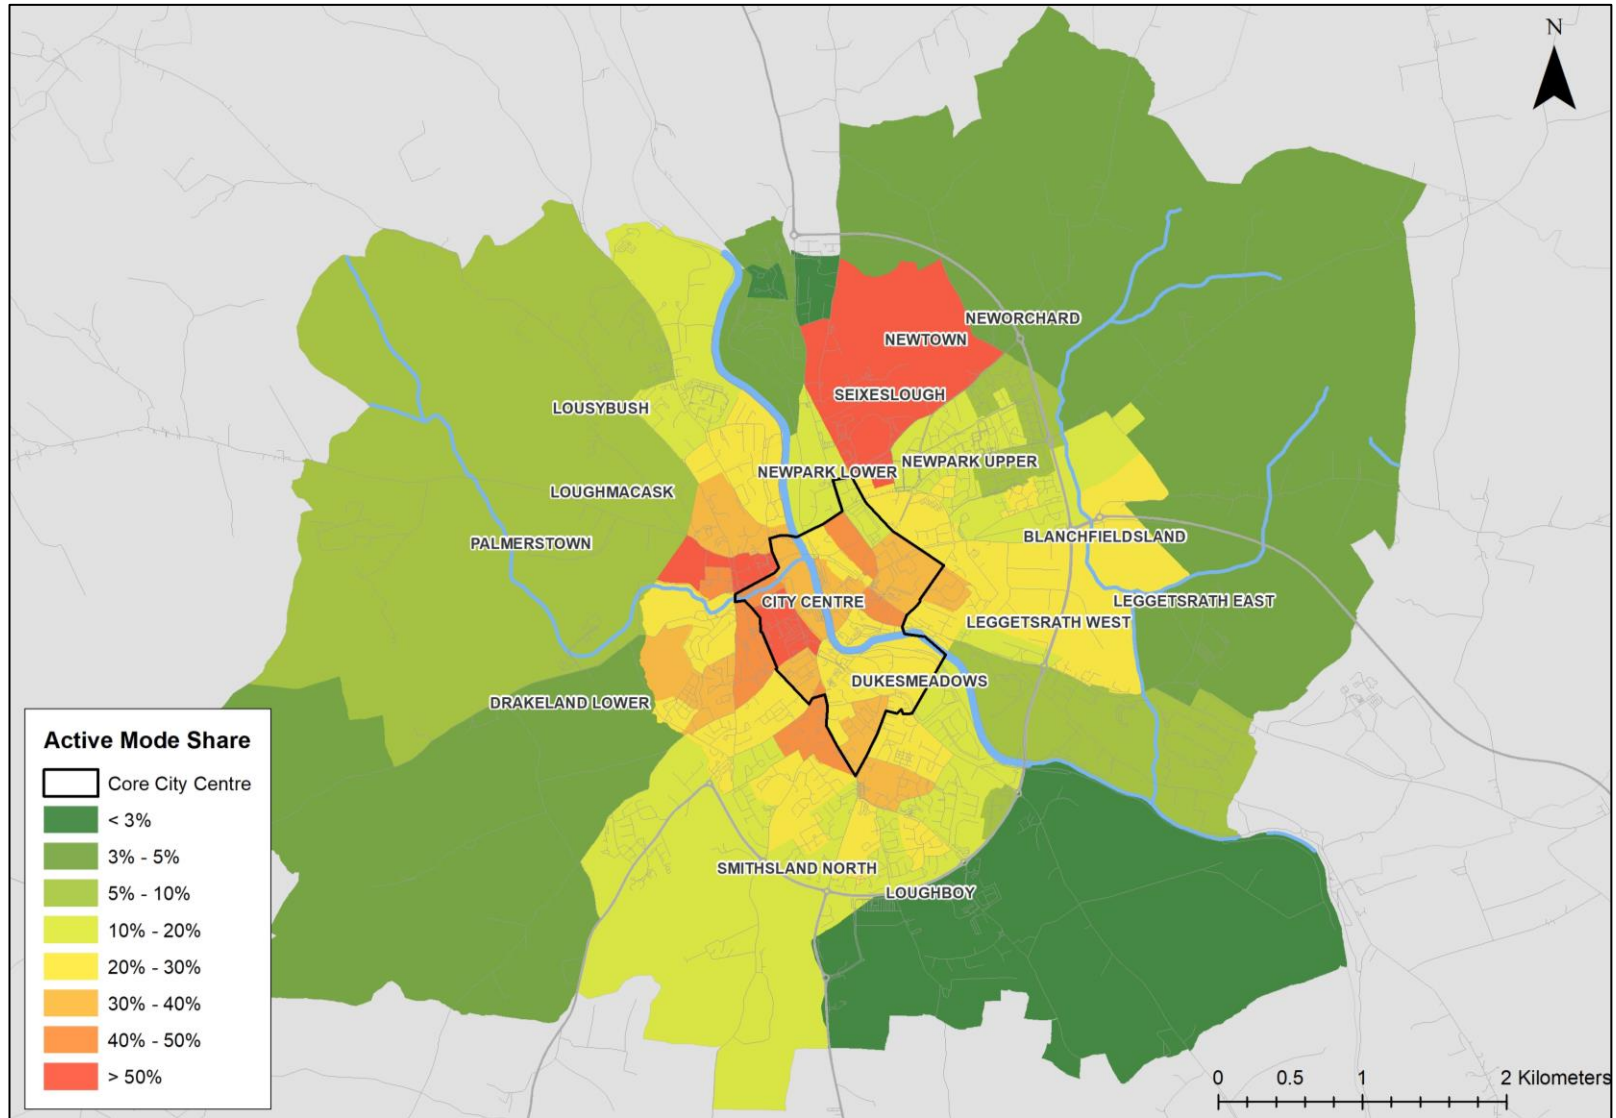 N
NEWORCHARD
NEWTOWN
SEIXESLOUGH
LOUSYBUSH
NEWPARK UPPER
NEWPARK LOWER
LOUGHMACASK
BLANCHFIELDSLAND
PALMERSTOWN
CITY CENTRE
LEGGETSRATH EAST
LEGGETSRATH WEST
DUKESMEADOWS
DRAKELAND LOWER
SMITHSLAND NORTH
LOUGHBOY
Active Mode Share
Core City Centre
< 3%
3% - 5%
5% - 10%
10% - 20%
20% - 30%
30% - 40%
40% - 50%
> 50%
0 0.5 1 2 Kilometers